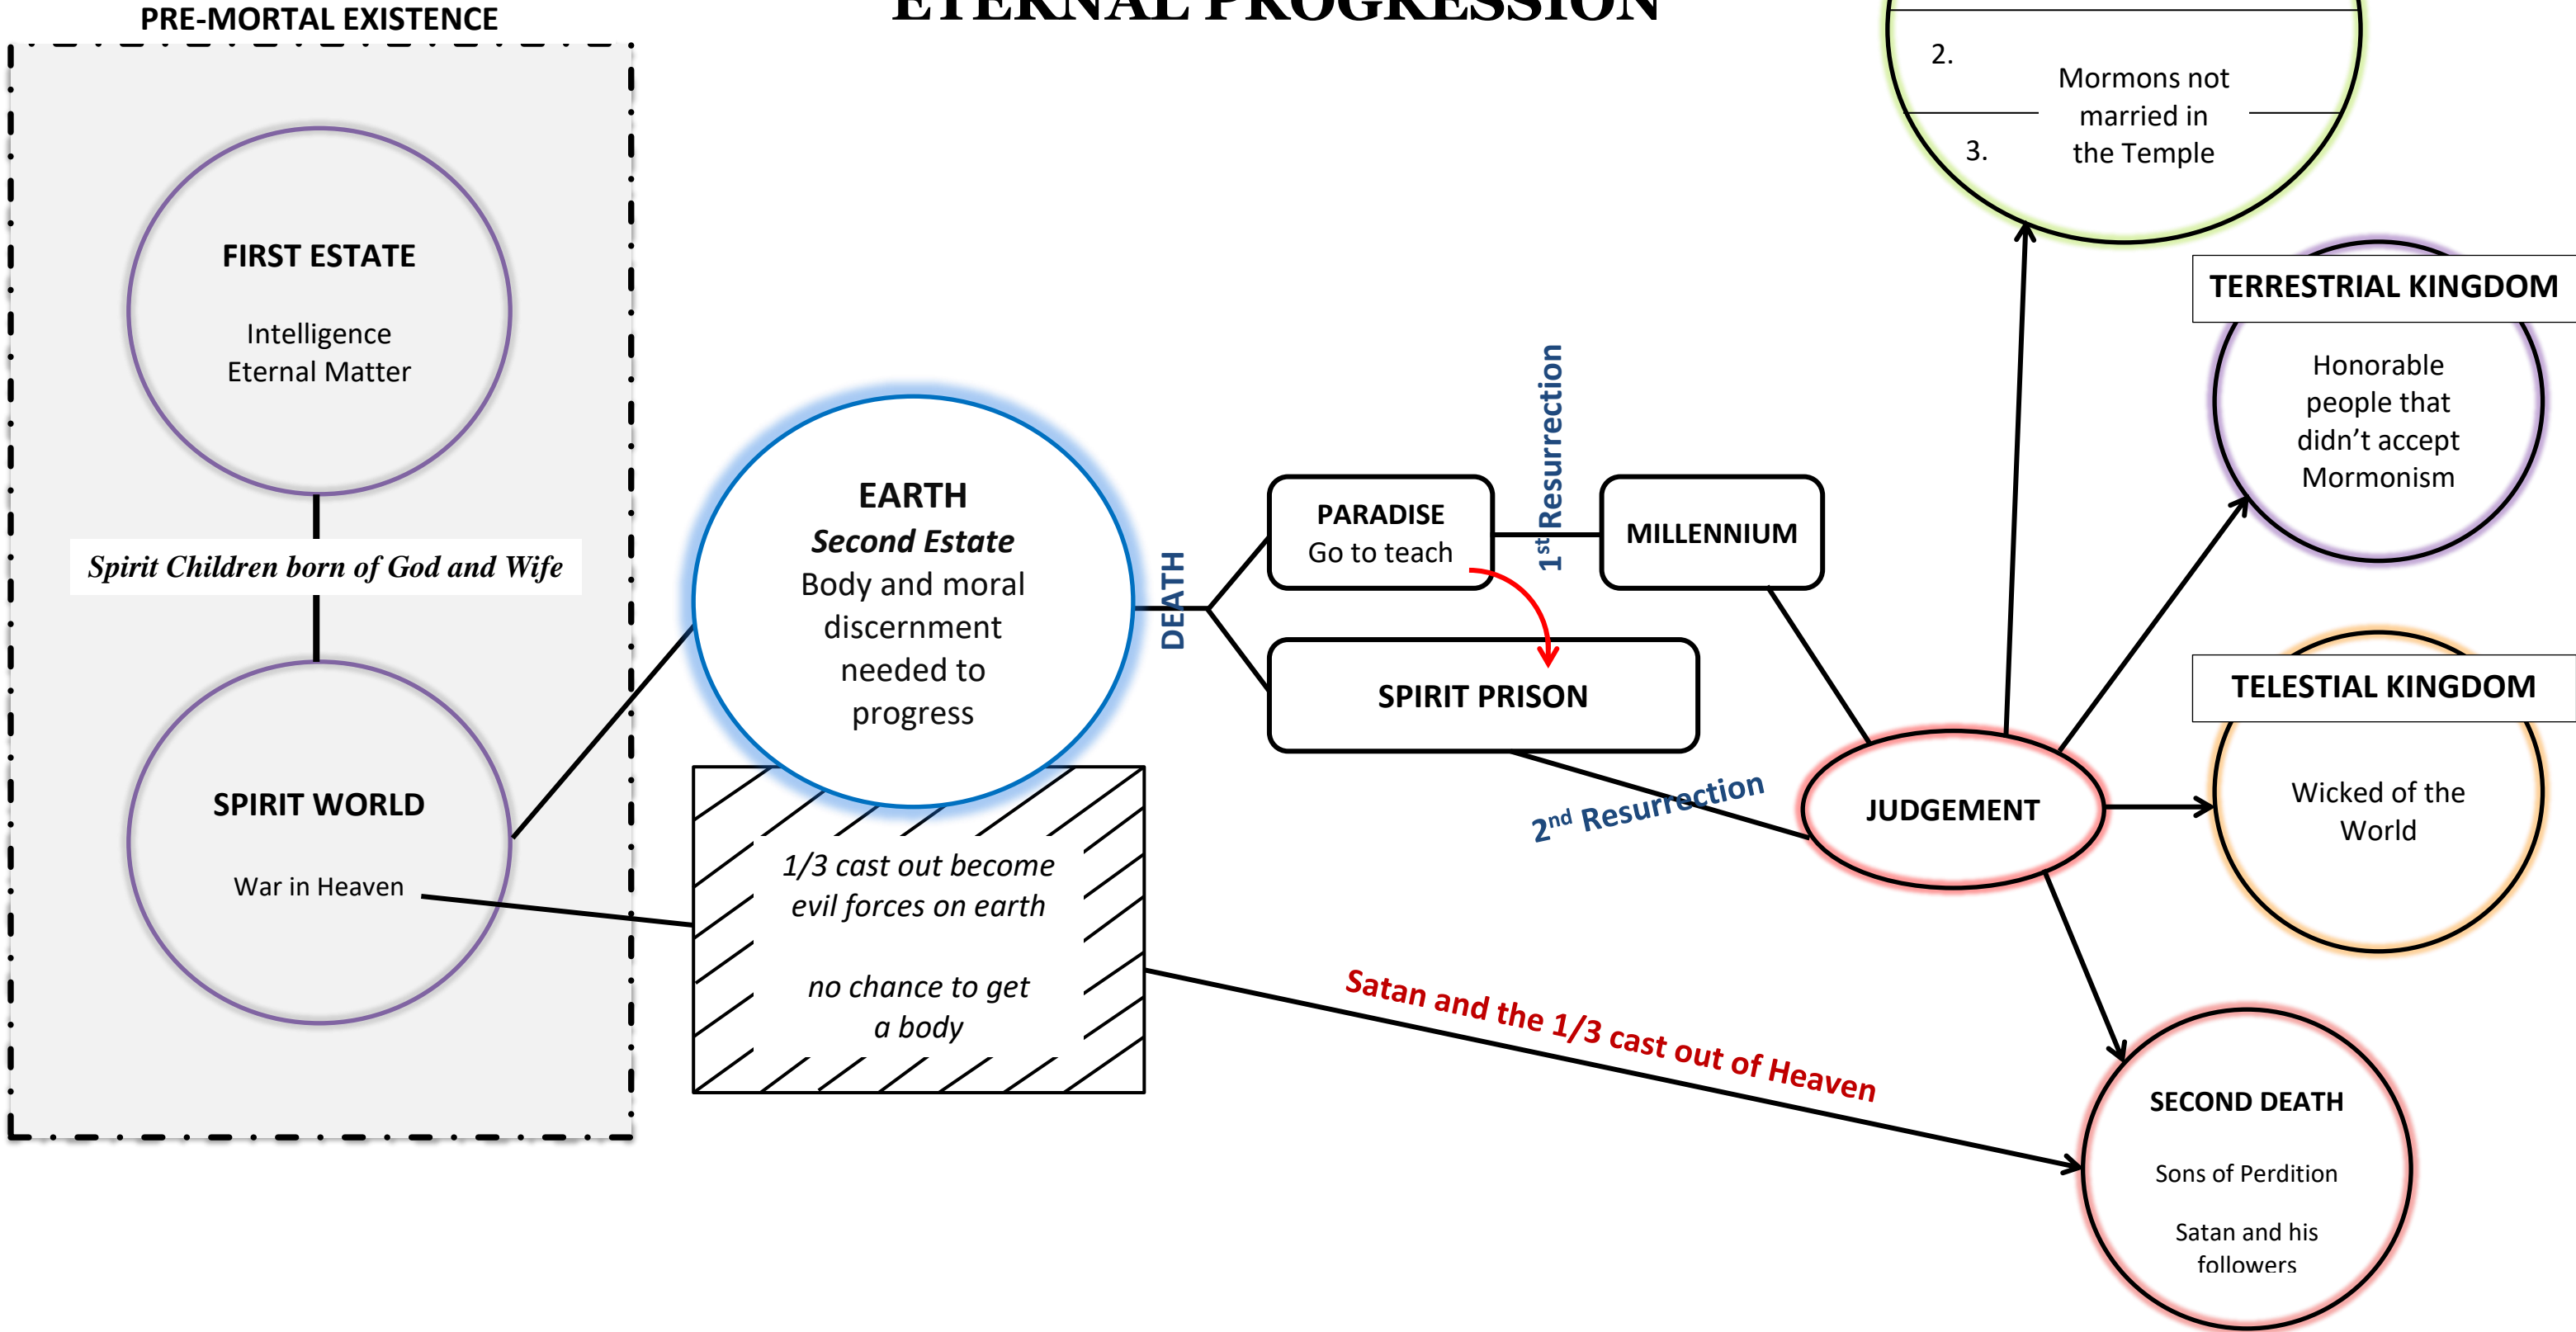 ETERNAL PROGRESSION
PRE-MORTAL EXISTENCE
FIRST ESTATE
Intelligence
Eternal Matter
Spirit Children born of God and Wife
SPIRIT WORLD
War in Heaven
EARTH
Second Estate
Body and moral
discernment
needed to
progress
1/3 cast out become
evil forces on earth
no chance to get
a body
DEATH
PARADISE
Go to teach
SPIRIT PRISON
1st Resurrection
MILLENNIUM
2nd Resurrection
JUDGEMENT
Satan and the 1/3 cast out of Heaven
2.
Mormons not
married in
the Temple
3.
TERRESTRIAL KINGDOM
Honorable
people that
didn’t accept
Mormonism
TELESTIAL KINGDOM
Wicked of the
World
SECOND DEATH
Sons of Perdition
Satan and his
followers